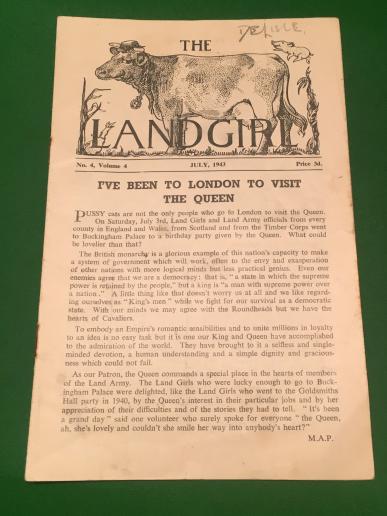 DELISLE.
THE
LANDGIRL
No. 4, Volume 4 JULY, 1943 Price 3d.
I'VE BEEN TO LONDON TO VISIT
THE QUEEN
PUSSY cats are not the only people who go to London to visit the Queen.
On Saturday, July 3rd, Land Girls and Land Army officials from every
county in England and Wales, from Scotland and from the Timber Corps went
to Buckingham Palace to a birthday party given by the Queen. What could
be lovelier than that?
The British monarchy is a glorious example of this nation's capacity to make
a system of government which will work, often to the envy and exasperation
of other nations with more logical minds but less practical genius. Even our
enemies agree that we are a democracy: that is, "a state in which the supreme
power is retained by the people," but a king is "a man with supreme power over
a nation." A little thing like that doesn't worry us at all and we like regard-
ing ourselves as "King's men" while we fight for our survival as a democratic
state. With our minds we may agree with the Roundheads but we have the
hearts of Cavaliers.
To embody an Empire's romantic sensibilities and to unite millions in loyalty
to an idea is no easy task but it is one our King and Queen have accomplished
to the admiration of the world. They have brought to it a selfless and single-
minded devotion, a human understanding and a simple dignity and gracious-
ness which could not fail.
As our Patron, the Queen commands a special place in the hearts of members
of the Land Army. The Land Girls who were lucky enough to go to Buck-
ingham Palace were delighted, like the Land Girls who went to the Goldsmiths
Hall party in 1940, by the Queen's interest in their particular jobs and by her
appreciation of their difficulties and of the stories they had to tell. "It's been
a grand day" said one volunteer who surely spoke for everyone "the Queen,
ah, she's lovely and couldn't she smile her way into anybody's heart?"
M.A.P.